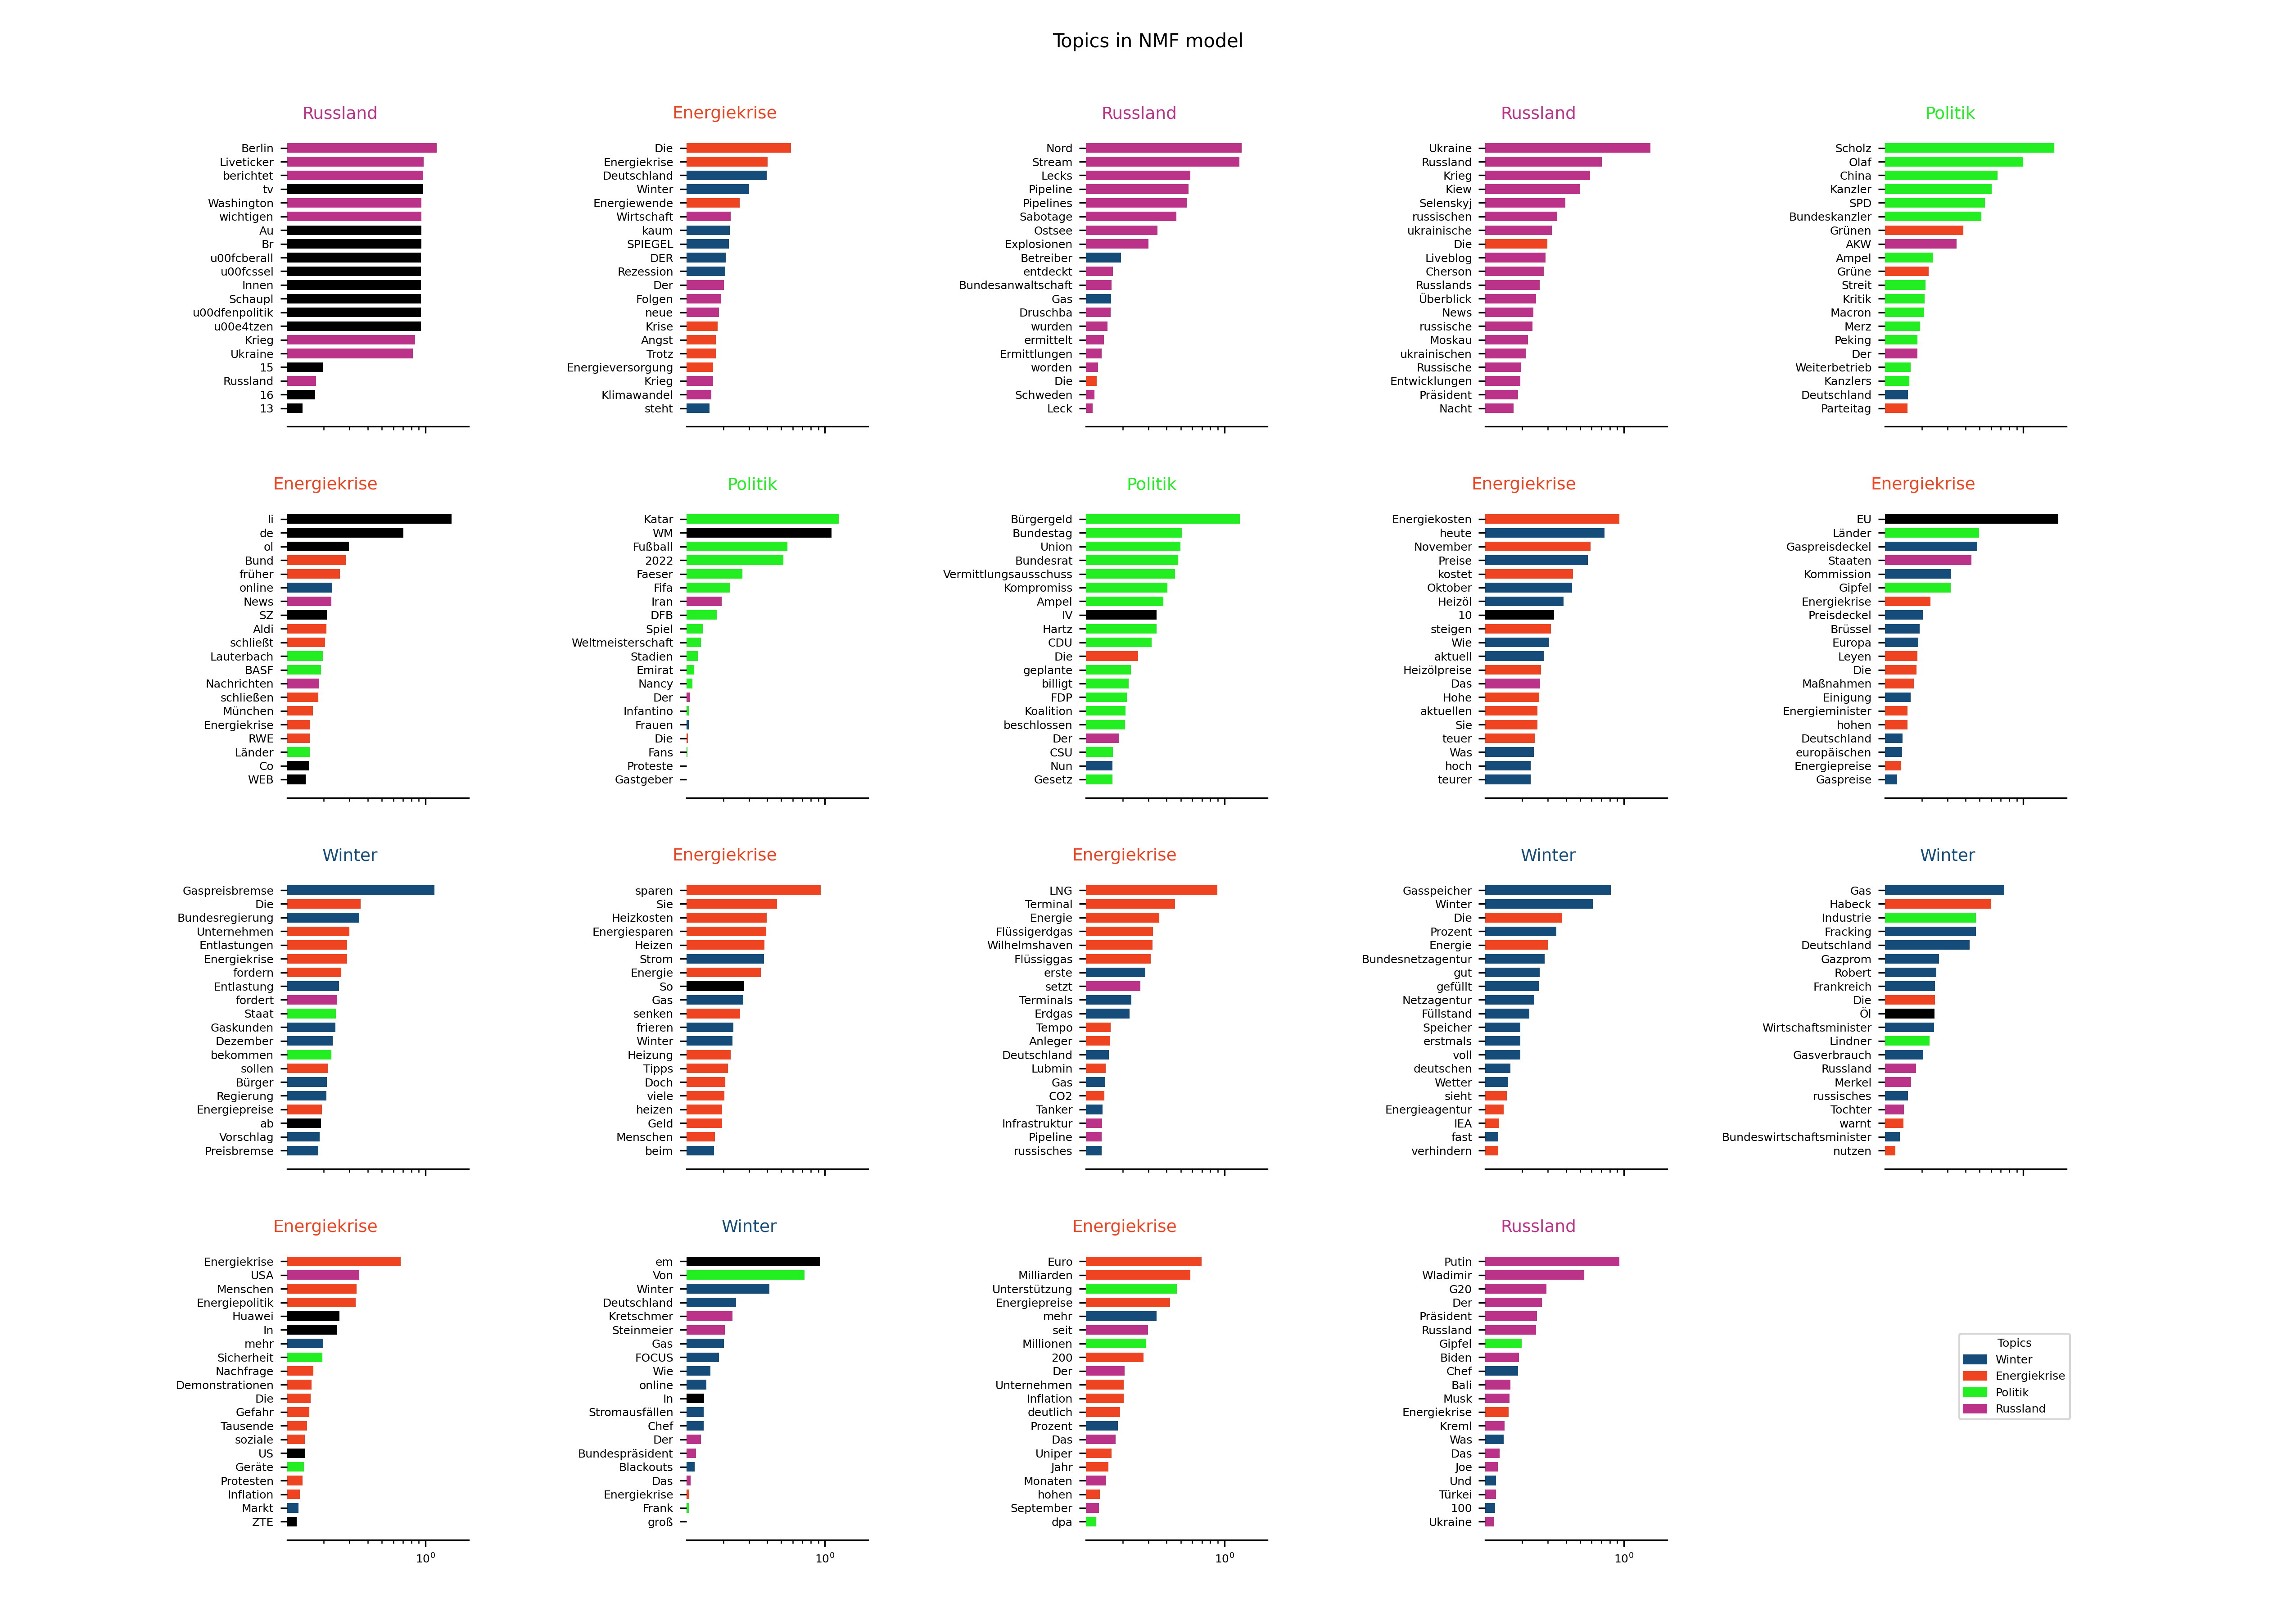 Topics in NMF model
Russland
Berlin
Liveticker
berichtet
tv
Washington
wichtigen
Au
Br
u00fcberall
u00fcssel
Innen
Schaupl
u00dfenpolitik
u00e4tzen
Krieg
Ukraine
15
Russland
16
13
Energiekrise
Die
Energiekrise
Deutschland
Winter
Energiewende
Wirtschaft
kaum
SPIEGEL
DER
Rezession
Der
Folgen
neue
Krise
Angst
Trotz
Energieversorgung
Krieg
Klimawandel
steht
Russland
Nord
Stream
Lecks
Pipeline
Pipelines
Sabotage
Ostsee
Explosionen
Betreiber
entdeckt
Bundesanwaltschaft
Gas
Druschba
wurden
ermittelt
Ermittlungen
worden
Die
Schweden
Leck
Russland
Ukraine
Russland
Krieg
Kiew
Selenskyj
russischen
ukrainische
Die
Liveblog
Cherson
Russlands
Überblick
News
russische
Moskau
ukrainischen
Russische
Entwicklungen
Präsident
Nacht
Politik
Scholz
Olaf
China
Kanzler
SPD
Bundeskanzler
Grünen
AKW
Ampel
Grüne
Streit
Kritik
Macron
Merz
Peking
Der
Weiterbetrieb
Kanzlers
Deutschland
Parteitag
Energiekrise
li
de
ol
Bund
früher
online
News
SZ
Aldi
schließt
Lauterbach
BASF
Nachrichten
schließen
München
Energiekrise
RWE
Länder
Co
WEB
Politik
Katar
WM
Fußball
2022
Faeser
Fifa
Iran
DFB
Spiel
Weltmeisterschaft
Stadien
Emirat
Nancy
Der
Infantino
Frauen
Die
Fans
Proteste
Gastgeber
Politik
Bürgergeld
Bundestag
Union
Bundesrat
Vermittlungsausschuss
Kompromiss
Ampel
IV
Hartz
CDU
Die
geplante
billigt
FDP
Koalition
beschlossen
Der
CSU
Nun
Gesetz
Energiekrise
Energiekosten
heute
November
Preise
kostet
Oktober
Heizöl
10
steigen
Wie
aktuell
Heizölpreise
Das
Hohe
aktuellen
Sie
teuer
Was
hoch
teurer
Energiekrise
EU
Länder
Gaspreisdeckel
Staaten
Kommission
Gipfel
Energiekrise
Preisdeckel
Brüssel
Europa
Leyen
Die
Maßnahmen
Einigung
Energieminister
hohen
Deutschland
europäischen
Energiepreise
Gaspreise
Winter
Gaspreisbremse
Die
Bundesregierung
Unternehmen
Entlastungen
Energiekrise
fordern
Entlastung
fordert
Staat
Gaskunden
Dezember
bekommen
sollen
Bürger
Regierung
Energiepreise
ab
Vorschlag
Preisbremse
Energiekrise
sparen
Sie
Heizkosten
Energiesparen
Heizen
Strom
Energie
So
Gas
senken
frieren
Winter
Heizung
Tipps
Doch
viele
heizen
Geld
Menschen
beim
Energiekrise
LNG
Terminal
Energie
Flüssigerdgas
Wilhelmshaven
Flüssiggas
erste
setzt
Terminals
Erdgas
Tempo
Anleger
Deutschland
Lubmin
Gas
CO2
Tanker
Infrastruktur
Pipeline
russisches
Winter
Gasspeicher
Winter
Die
Prozent
Energie
Bundesnetzagentur
gut
gefüllt
Netzagentur
Füllstand
Speicher
erstmals
voll
deutschen
Wetter
sieht
Energieagentur
IEA
fast
verhindern
Winter
Gas
Habeck
Industrie
Fracking
Deutschland
Gazprom
Robert
Frankreich
Die
Öl
Wirtschaftsminister
Lindner
Gasverbrauch
Russland
Merkel
russisches
Tochter
warnt
Bundeswirtschaftsminister
nutzen
Energiekrise
Energiekrise
USA
Menschen
Energiepolitik
Huawei
In
mehr
Sicherheit
Nachfrage
Demonstrationen
Die
Gefahr
Tausende
soziale
US
Geräte
Protesten
Inflation
Markt
ZTE
10⁰
Winter
em
Von
Winter
Deutschland
Kretschmer
Steinmeier
Gas
FOCUS
Wie
online
In
Stromausfällen
Chef
Der
Bundespräsident
Blackouts
Das
Energiekrise
Frank
groß
10⁰
Energiekrise
Euro
Milliarden
Unterstützung
Energiepreise
mehr
seit
Millionen
200
Der
Unternehmen
Inflation
deutlich
Prozent
Das
Uniper
Jahr
Monaten
hohen
September
dpa
10⁰
Russland
Putin
Wladimir
G20
Der
Präsident
Russland
Gipfel
Biden
Chef
Bali
Musk
Energiekrise
Kreml
Was
Das
Joe
Und
Türkei
100
Ukraine
10⁰
Topics
Winter
Energiekrise
Politik
Russland